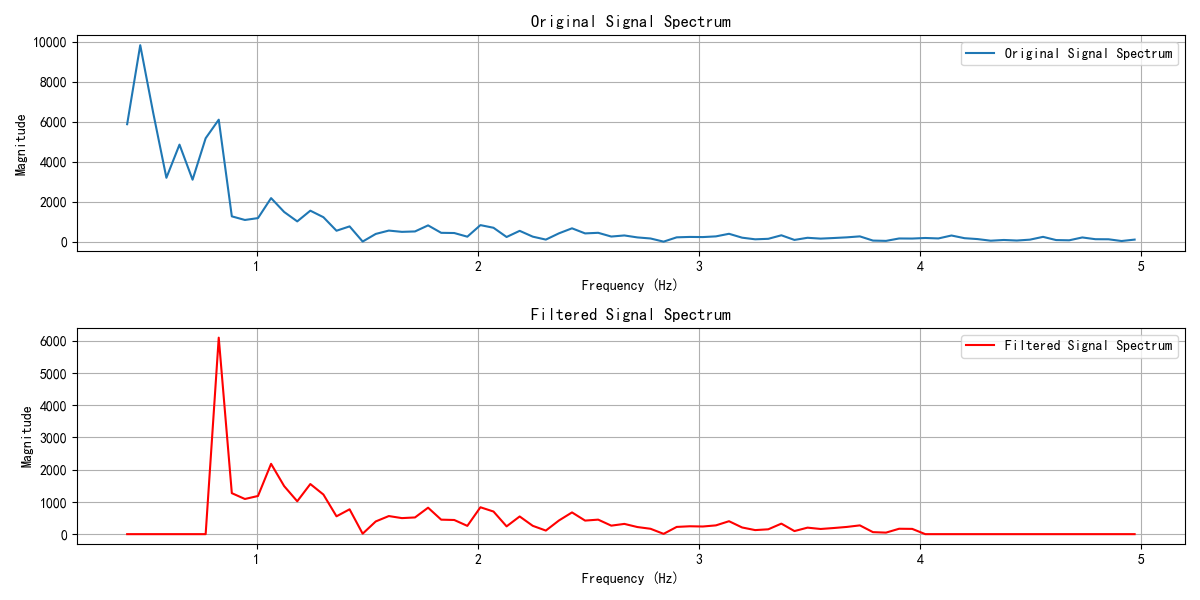 Original Signal Spectrum
Original Signal Spectrum
Magnitude
10000
8000
6000
4000
2000
0
1
2
3
4
5
Frequency (Hz)
Filtered Signal Spectrum
Filtered Signal Spectrum
Magnitude
6000
5000
4000
3000
2000
1000
0
1
2
3
4
5
Frequency (Hz)